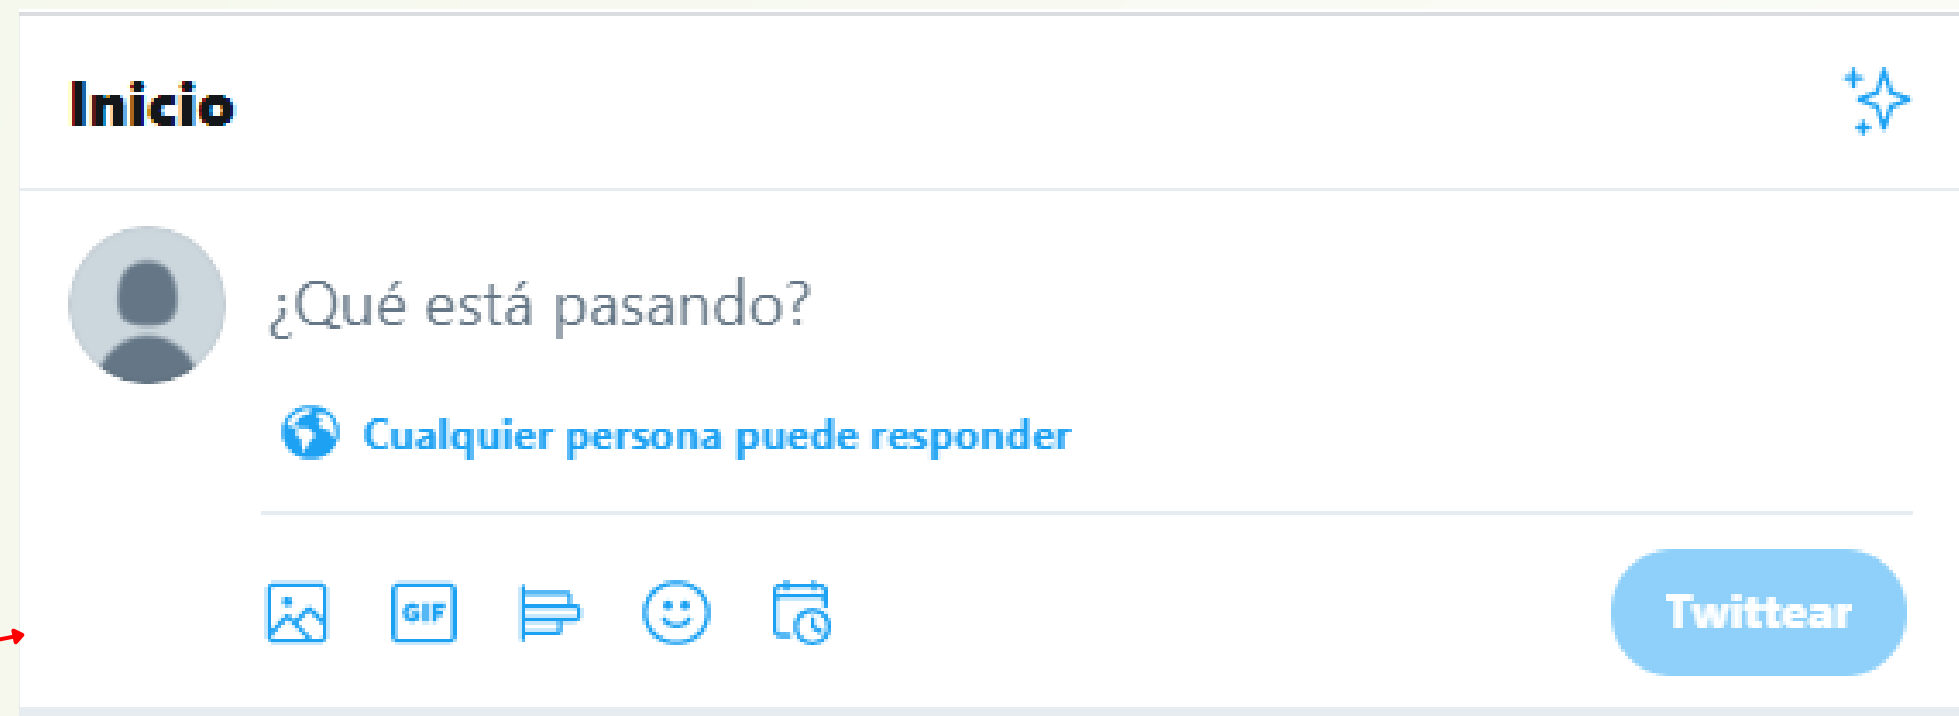 Inicio
¿Qué está pasando?
Cualquier persona puede responder
GIF
Twittear